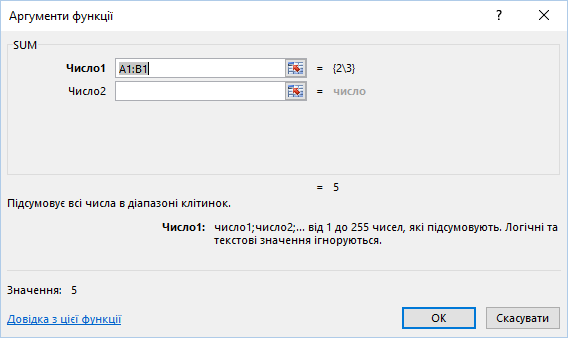 Аргументи функції
SUM
Число1 A1:B1 = {2\3}
Число2 = число
= 5
Підсумовує всі числа в діапазоні клітинок.
Число1: число1;число2;... від 1 до 255 чисел, які підсумовують. Логічні та
текстові значення ігноруються.
Значення: 5
Довідка з цієї функції
OK
Скасувати